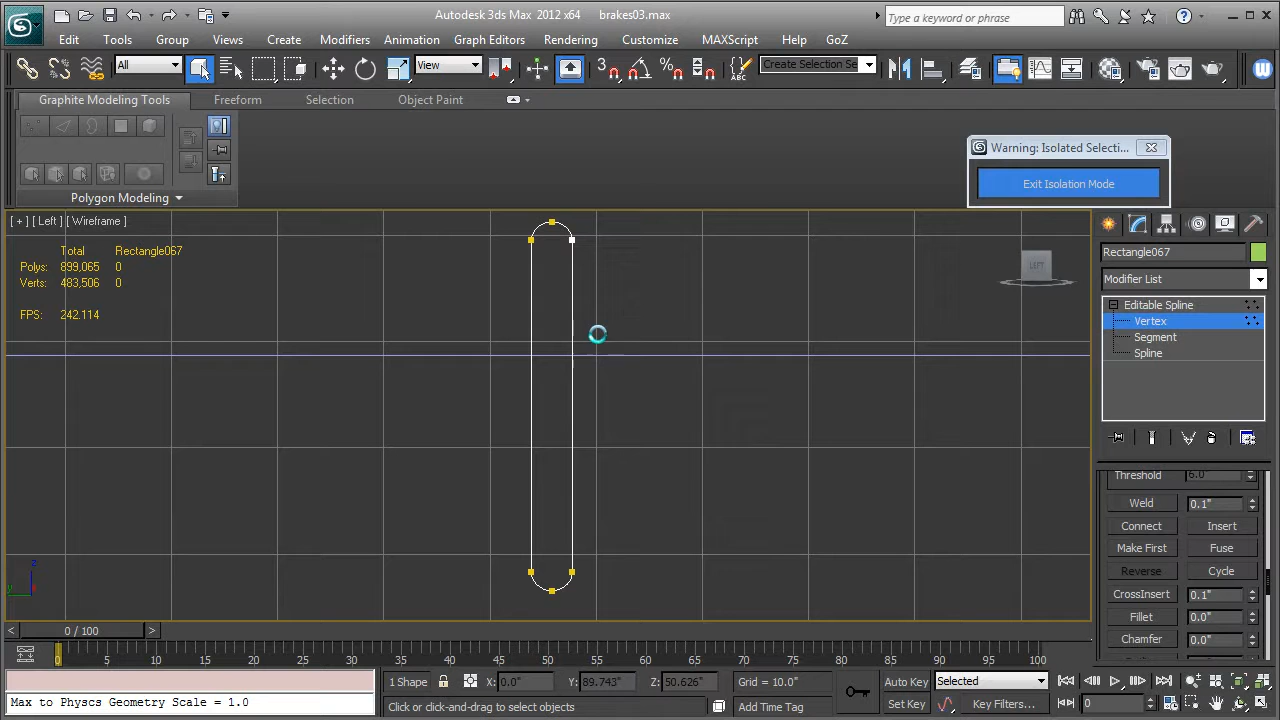 Autodesk 3ds Max 2012 x64 brakes03.max
Type a keyword or phrase
Edit Tools Group Views Create Modifiers Animation Graph Editors Rendering Customize MAXScript Help GoZ
All View Create Selection Se
Graphite Modeling Tools Freeform Selection Object Paint
Warning: Isolated Selecti...
Exit Isolation Mode
Polygon Modeling
[ + ] [ Left ] [ Wireframe ]
Total Rectangle067
Polys: 899,065 0
Verts: 483,506 0
FPS: 242.114
LEFT
Rectangle067
Modifier List
Editable Spline
Vertex
Segment
Spline
Threshold 6.0"
Weld 0.1"
Connect Insert
Make First Fuse
Reverse Cycle
CrossInsert 0.1"
Fillet 0.0"
Chamfer 0.0"
0 / 100
0 5 10 15 20 25 30 35 40 45 50 55 60 65 70 75 80 85 90 95 100
1 Shape X: 0.0" Y: 89.743" Z: 50.626" Grid = 10.0" Auto Key Selected
Max to Physcs Geometry Scale = 1.0 Click or click-and-drag to select objects Add Time Tag Set Key Key Filters... 0